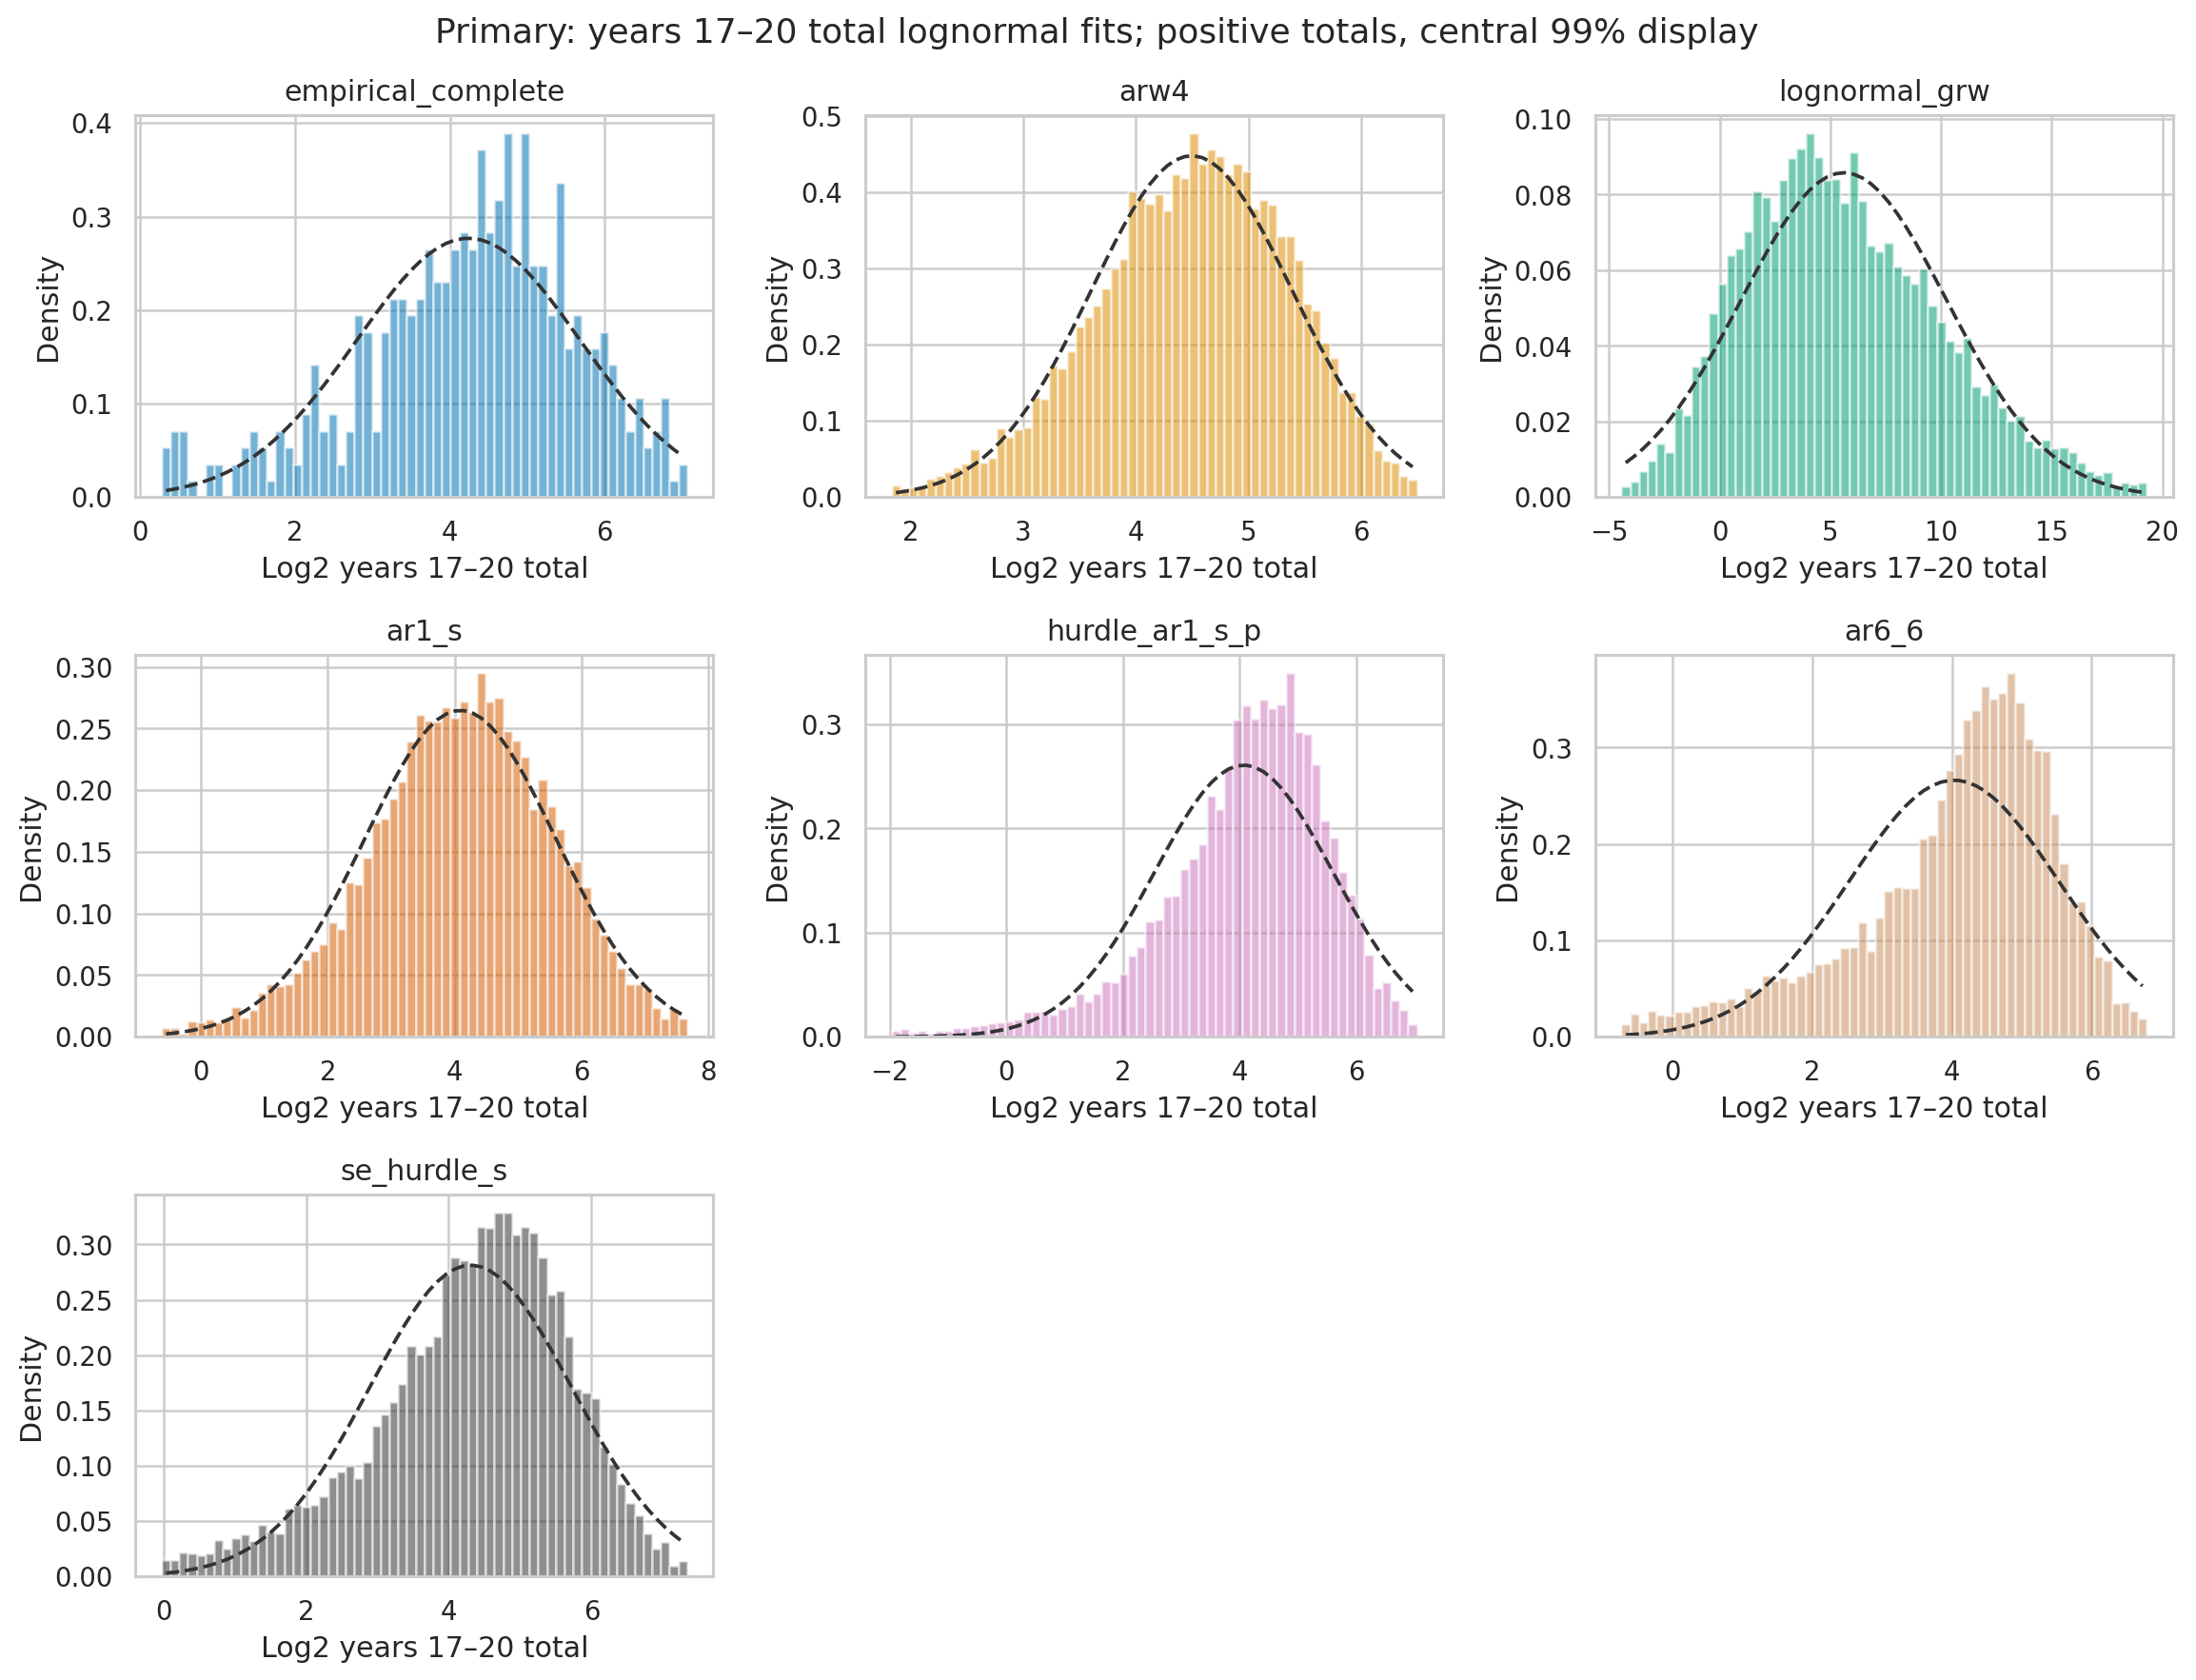 Primary: years 17–20 total lognormal fits; positive totals, central 99% display
empirical_complete
0.4
0.3
0.2
0.1
0.0
Density
0 2 4 6
Log2 years 17–20 total
arw4
0.5
0.4
0.3
0.2
0.1
0.0
Density
2 3 4 5 6
Log2 years 17–20 total
lognormal_grw
0.10
0.08
0.06
0.04
0.02
0.00
Density
−5 0 5 10 15 20
Log2 years 17–20 total
ar1_s
0.30
0.25
0.20
0.15
0.10
0.05
0.00
Density
0 2 4 6 8
Log2 years 17–20 total
hurdle_ar1_s_p
0.3
0.2
0.1
0.0
Density
−2 0 2 4 6
Log2 years 17–20 total
ar6_6
0.3
0.2
0.1
0.0
Density
0 2 4 6
Log2 years 17–20 total
se_hurdle_s
0.30
0.25
0.20
0.15
0.10
0.05
0.00
Density
0 2 4 6
Log2 years 17–20 total